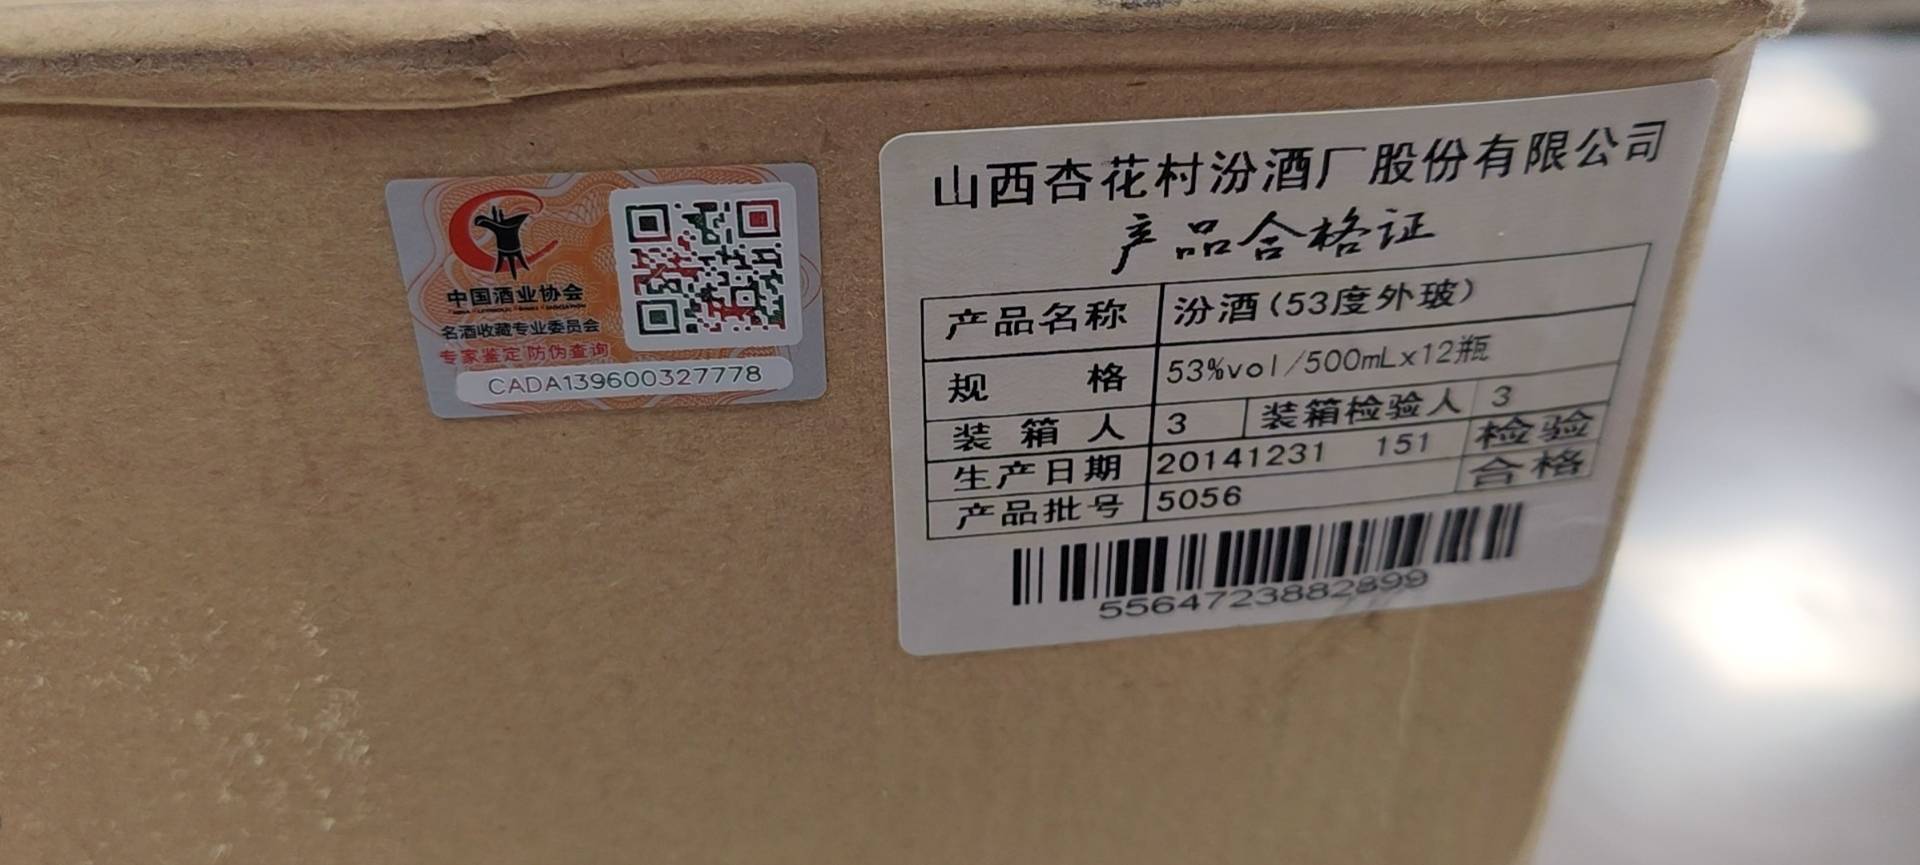 中国酒业协会
名酒收藏专业委员会
专家鉴定 防伪查询
CADA139600327778
山西杏花村汾酒厂股份有限公司
产品合格证
产品名称 汾酒(53度外玻)
规格 53%vol/500mLx12瓶
装箱人 3 装箱检验人 3
生产日期 20141231 151 检验
产品批号 5056 合格
5564723882899